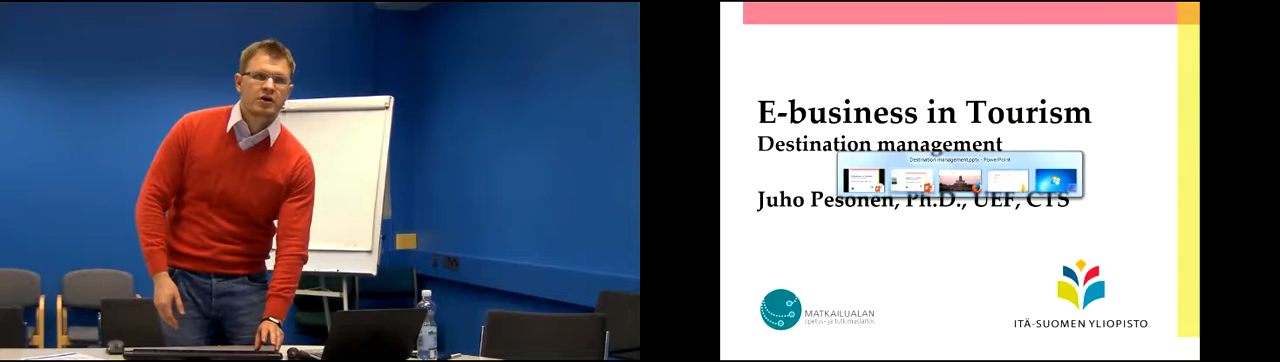 E-business in Tourism
Destination management
Destination management.pptx - PowerPoint
Juho Pesonen, Ph.D., UEF, CTS
MATKAILUALAN
opetus- ja tutkimuslaitos
ITÄ-SUOMEN YLIOPISTO